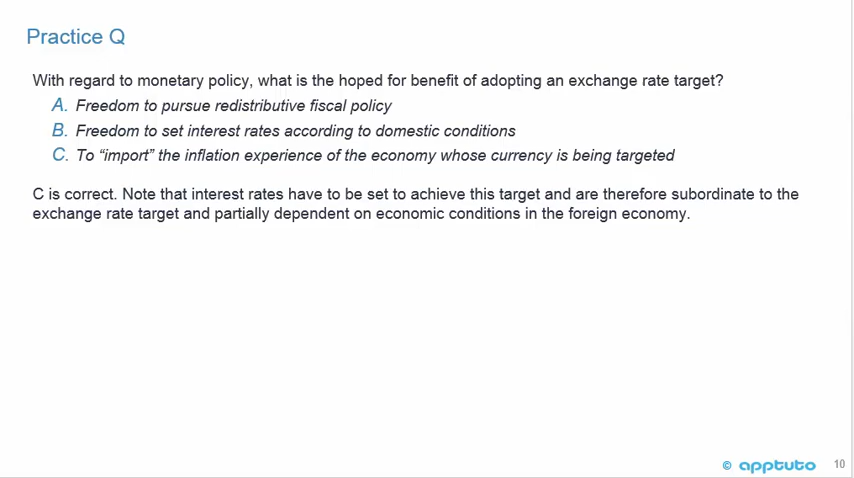 Practice Q
With regard to monetary policy, what is the hoped for benefit of adopting an exchange rate target?
A. Freedom to pursue redistributive fiscal policy
B. Freedom to set interest rates according to domestic conditions
C. To “import” the inflation experience of the economy whose currency is being targeted
C is correct. Note that interest rates have to be set to achieve this target and are therefore subordinate to the
exchange rate target and partially dependent on economic conditions in the foreign economy.
© apptuto 10